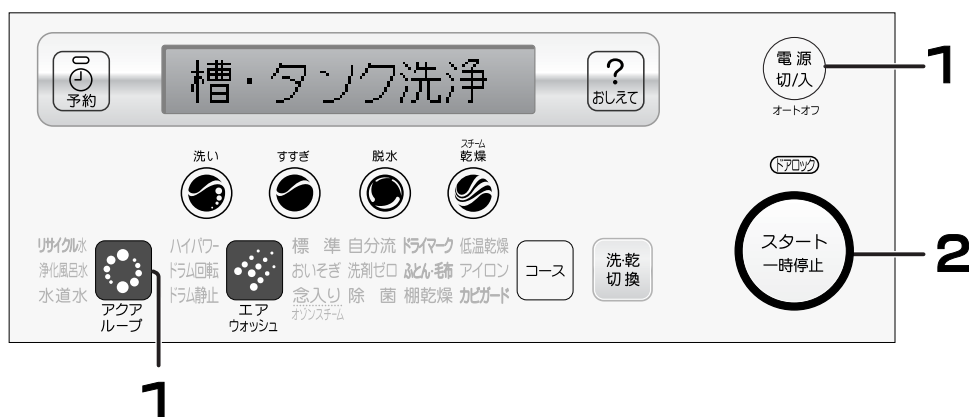 予約
槽・タンク洗浄
?
おしえて
電源
切/入
オートオフ
1
洗い
すすぎ
脱水
スチーム
乾燥
ドアロック
スタート
一時停止
2
リサイクル水
浄化風呂水
水道水
アクア
ループ
ハイパワー
ドラム回転
ドラム静止
エア
ウォッシュ
標準 自分流 ドライマーク 低温乾燥
おいそぎ 洗剤ゼロ ふとん・毛布 アイロン
念入り 除菌 棚乾燥 カビガード
オゾンスチーム
コース
洗・乾
切換
1